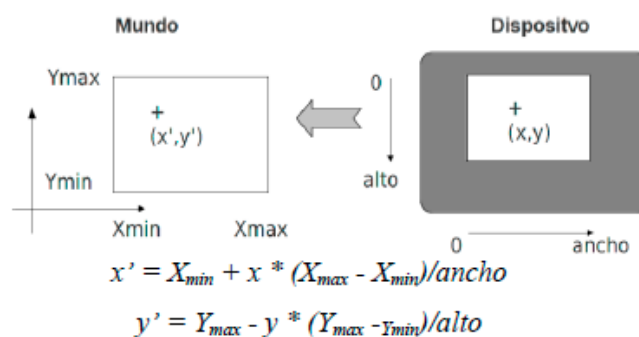 Mundo
Dispositvo
Ymax
0
+
(x',y')
+
(x,y)
Ymin
alto
Xmin
Xmax
0
ancho
x' = Xmin + x * (Xmax - Xmin)/ancho
y' = Ymax - y * (Ymax -Ymin)/alto